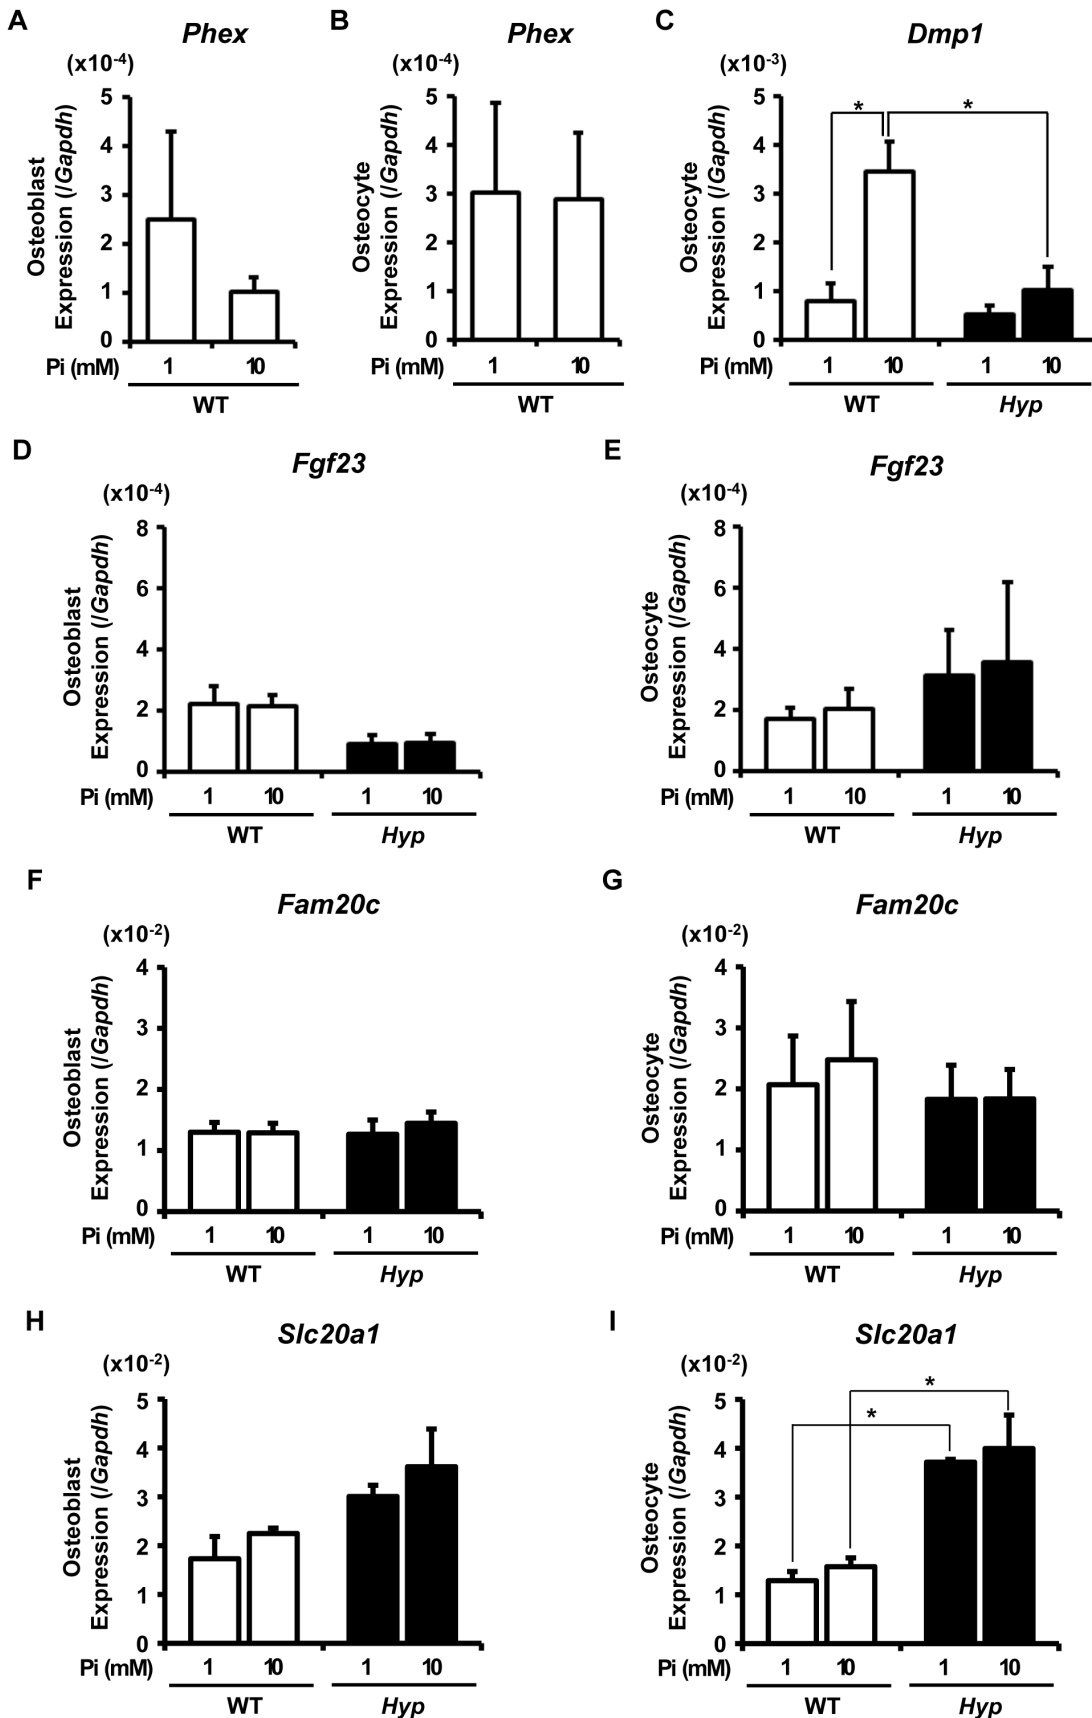 A
Phex
(x10-4)
Osteoblast
Expression (/Gapdh)
5
4
3
2
1
0
Pi (mM) 1 10
WT
B
Phex
(x10-4)
Osteocyte
Expression (/Gapdh)
5
4
3
2
1
0
Pi (mM) 1 10
WT
C
Dmp1
(x10-3)
Osteocyte
Expression (/Gapdh)
5
4
3
2
1
0
* *
Pi (mM) 1 10 1 10
WT Hyp
D
Fgf23
(x10-4)
Osteoblast
Expression (/Gapdh)
8
6
4
2
0
Pi (mM) 1 10 1 10
WT Hyp
E
Fgf23
(x10-4)
Osteocyte
Expression (/Gapdh)
8
6
4
2
0
Pi (mM) 1 10 1 10
WT Hyp
F
Fam20c
(x10-2)
Osteoblast
Expression (/Gapdh)
4
3
2
1
0
Pi (mM) 1 10 1 10
WT Hyp
G
Fam20c
(x10-2)
Osteocyte
Expression (/Gapdh)
4
3
2
1
0
Pi (mM) 1 10 1 10
WT Hyp
H
Slc20a1
(x10-2)
Osteoblast
Expression (/Gapdh)
5
4
3
2
1
0
Pi (mM) 1 10 1 10
WT Hyp
I
Slc20a1
(x10-2)
Osteocyte
Expression (/Gapdh)
5
4
3
2
1
0
*
*
Pi (mM) 1 10 1 10
WT Hyp